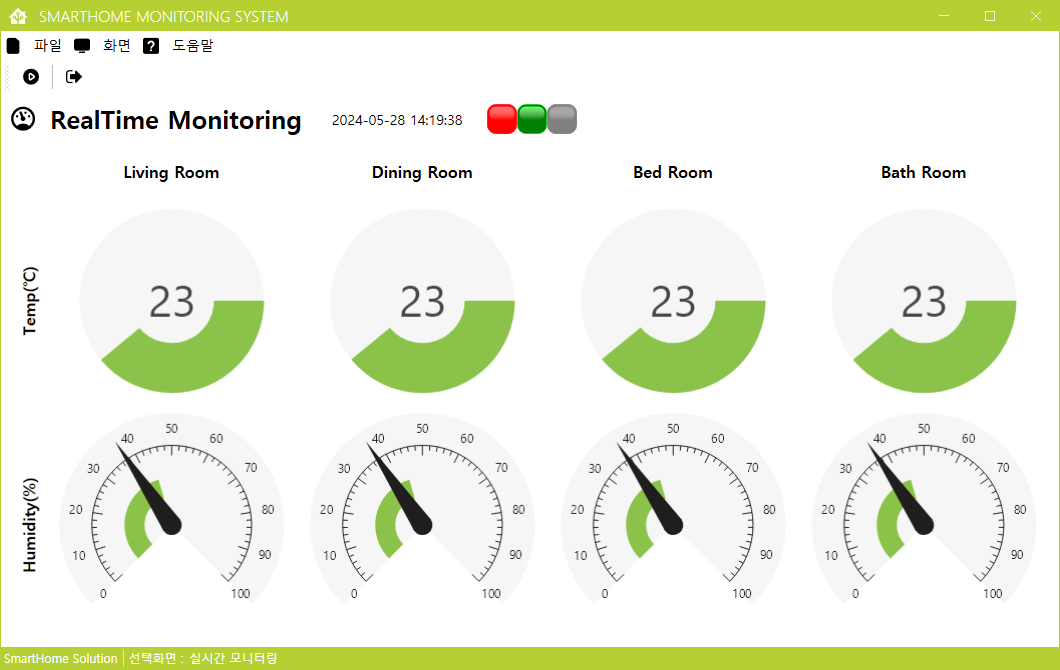 SMARTHOME MONITORING SYSTEM
파일 화면 ? 도움말
RealTime Monitoring 2024-05-28 14:19:38
Living Room Dining Room Bed Room Bath Room
Temp(℃)
23 23 23 23
Humidity(%)
0 10 20 30 40 50 60 70 80 90 100
0 10 20 30 40 50 60 70 80 90 100
0 10 20 30 40 50 60 70 80 90 100
0 10 20 30 40 50 60 70 80 90 100
SmartHome Solution 선택화면 : 실시간 모니터링